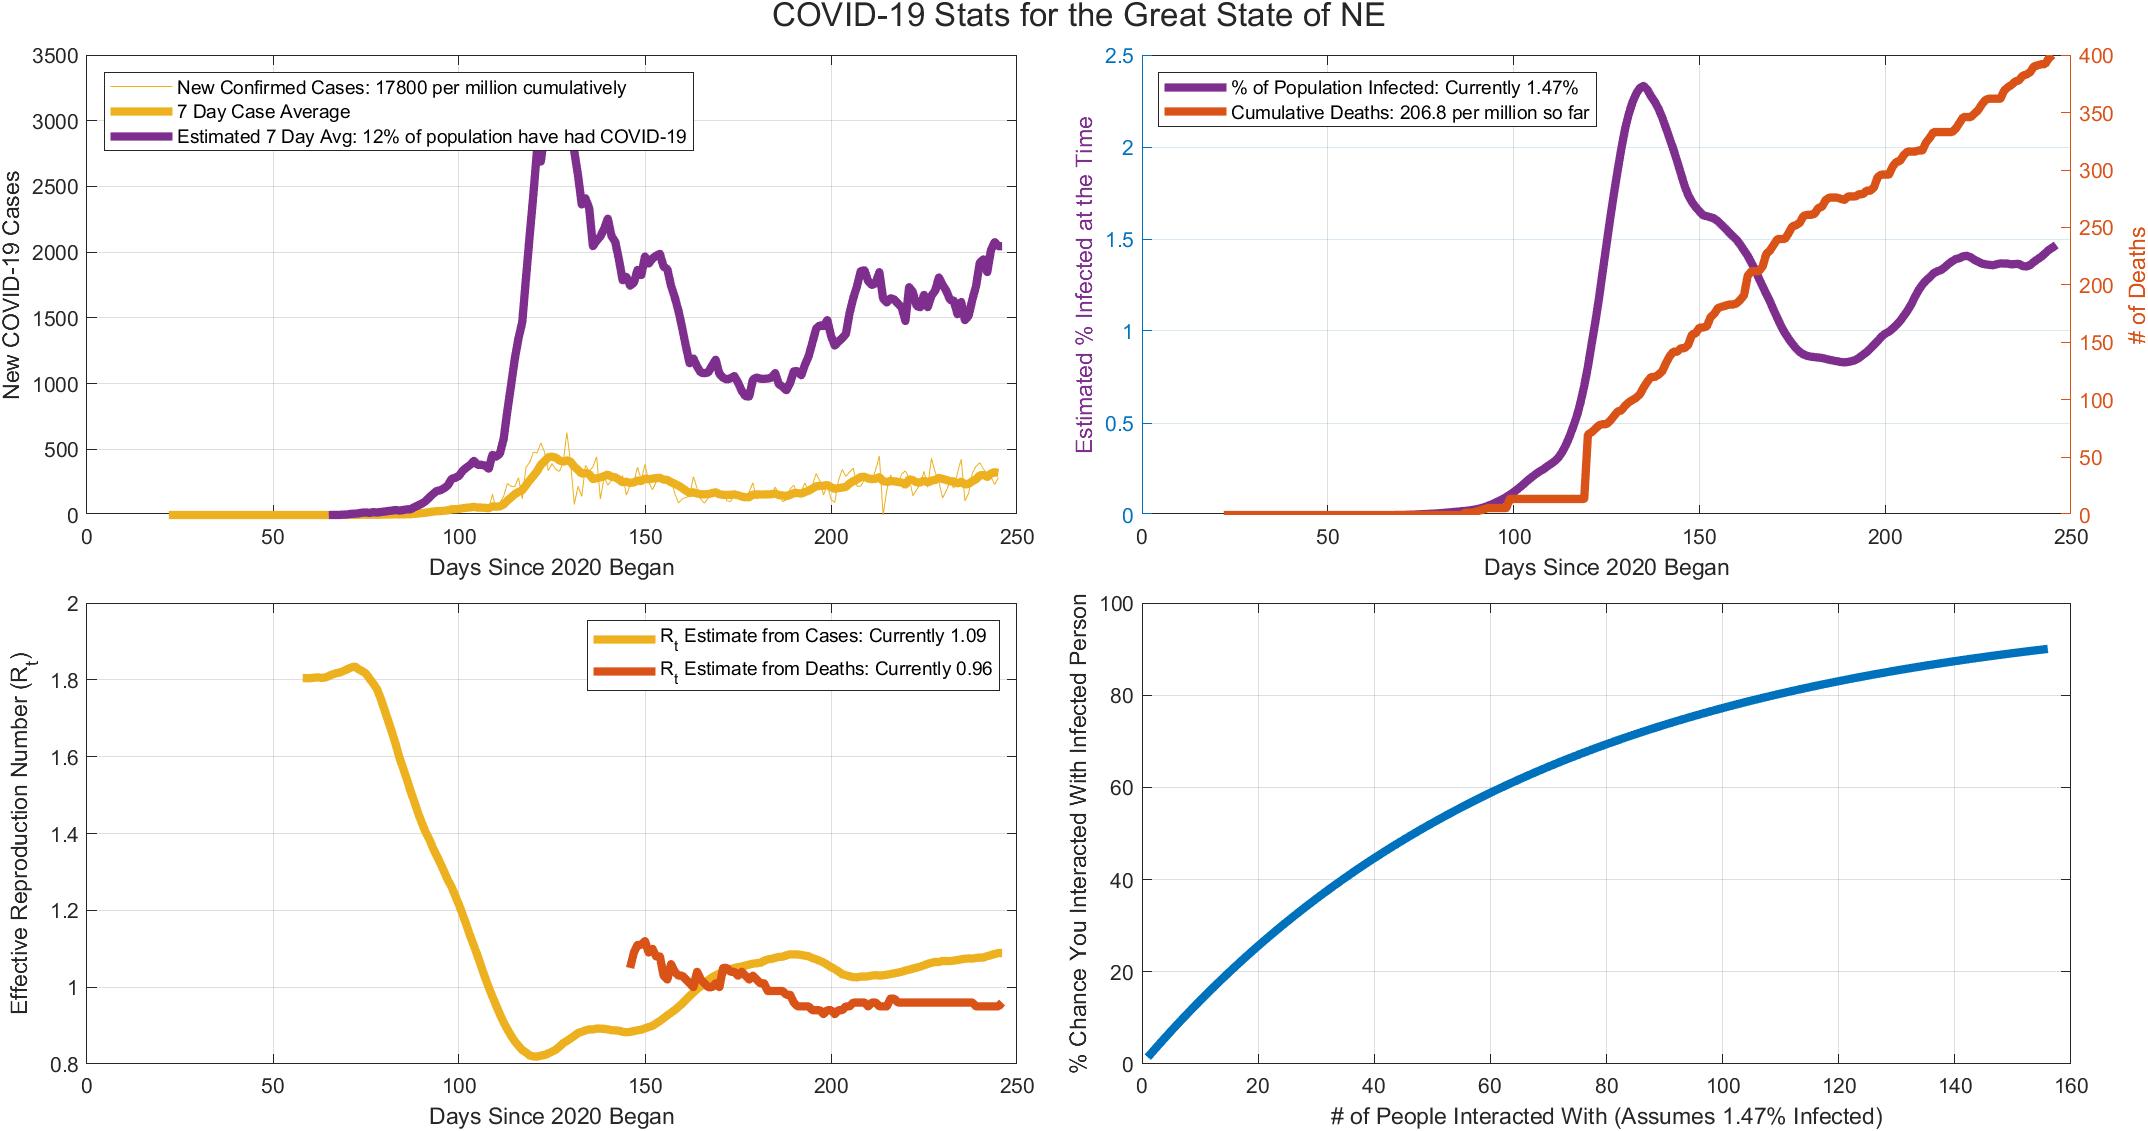 COVID-19 Stats for the Great State of NE
New COVID-19 Cases
3500
3000
2500
2000
1500
1000
500
0
New Confirmed Cases: 17800 per million cumulatively
7 Day Case Average
Estimated 7 Day Avg: 12% of population have had COVID-19
0 50 100 150 200 250
Days Since 2020 Began
Estimated % Infected at the Time
2.5
2
1.5
1
0.5
0
% of Population Infected: Currently 1.47%
Cumulative Deaths: 206.8 per million so far
400
350
300
250
200
150
100
50
0
# of Deaths
0 50 100 150 200 250
Days Since 2020 Began
Effective Reproduction Number (Rt)
2
1.8
1.6
1.4
1.2
1
0.8
Rt Estimate from Cases: Currently 1.09
Rt Estimate from Deaths: Currently 0.96
0 50 100 150 200 250
Days Since 2020 Began
% Chance You Interacted With Infected Person
100
80
60
40
20
0
0 20 40 60 80 100 120 140 160
# of People Interacted With (Assumes 1.47% Infected)